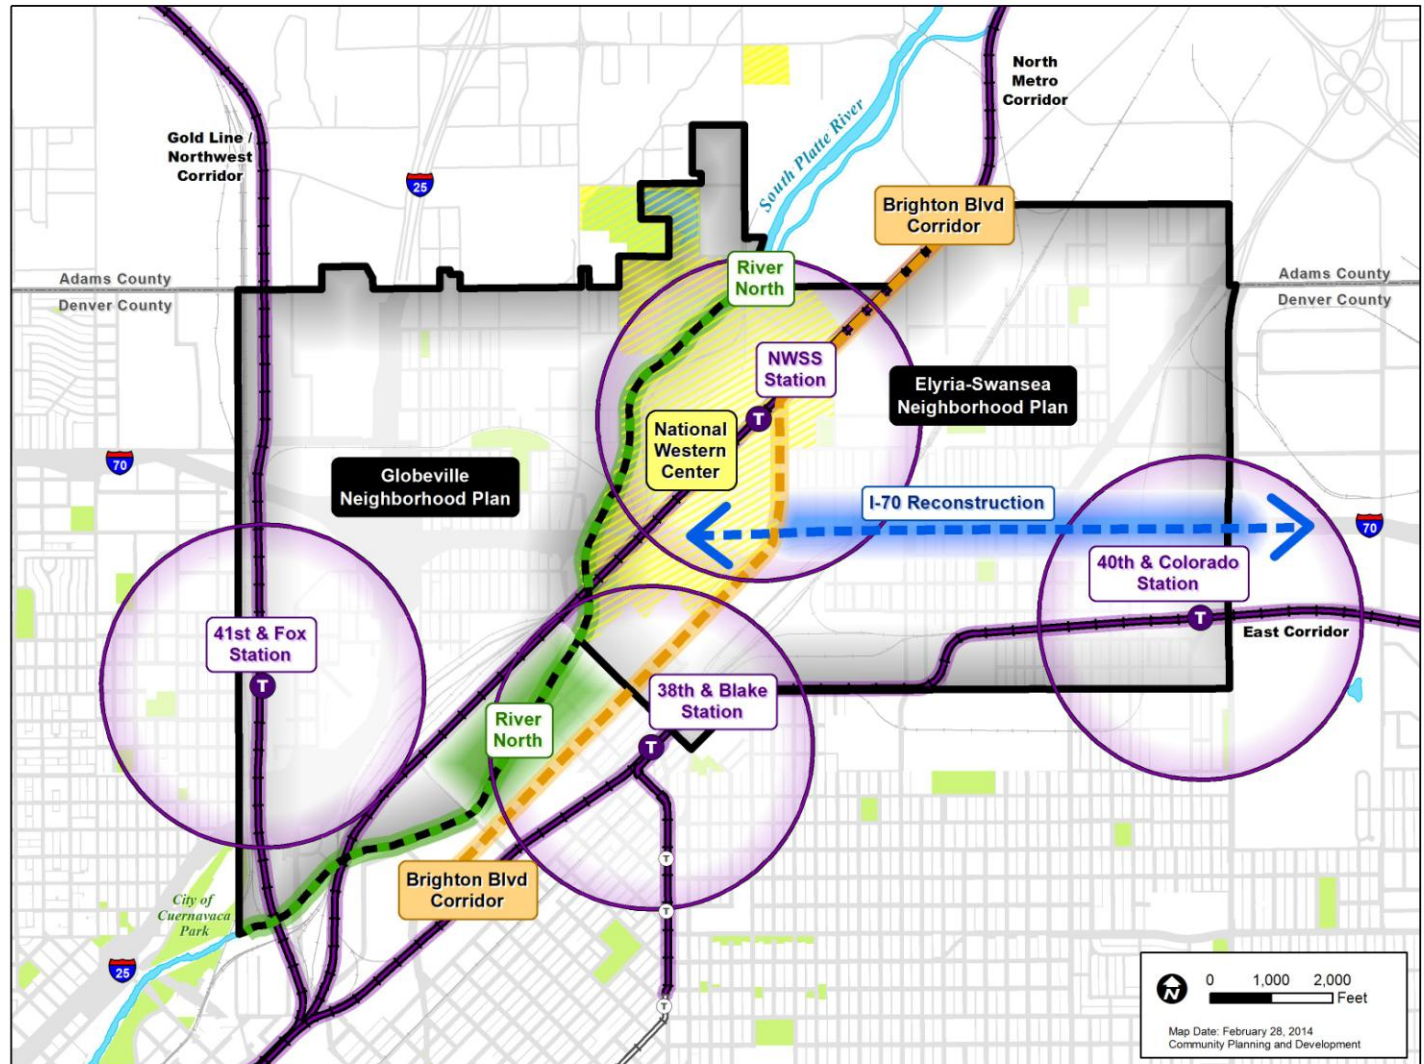 North
Metro
Corridor
Gold Line /
Northwest
Corridor
25
South Platte River
Brighton Blvd
Corridor
River
North
Adams County
Denver County
Adams County
Denver County
NWSS
Station
T
Elyria-Swansea
Neighborhood Plan
National
Western
Center
70
Globeville
Neighborhood Plan
I-70 Reconstruction
70
40th & Colorado
Station
T
East Corridor
41st & Fox
Station
T
38th & Blake
Station
T
River
North
T
Brighton Blvd
Corridor
T
City of
Cuernavaca
Park
25
T
N
0 1,000 2,000
Feet
Map Date: February 28, 2014
Community Planning and Development